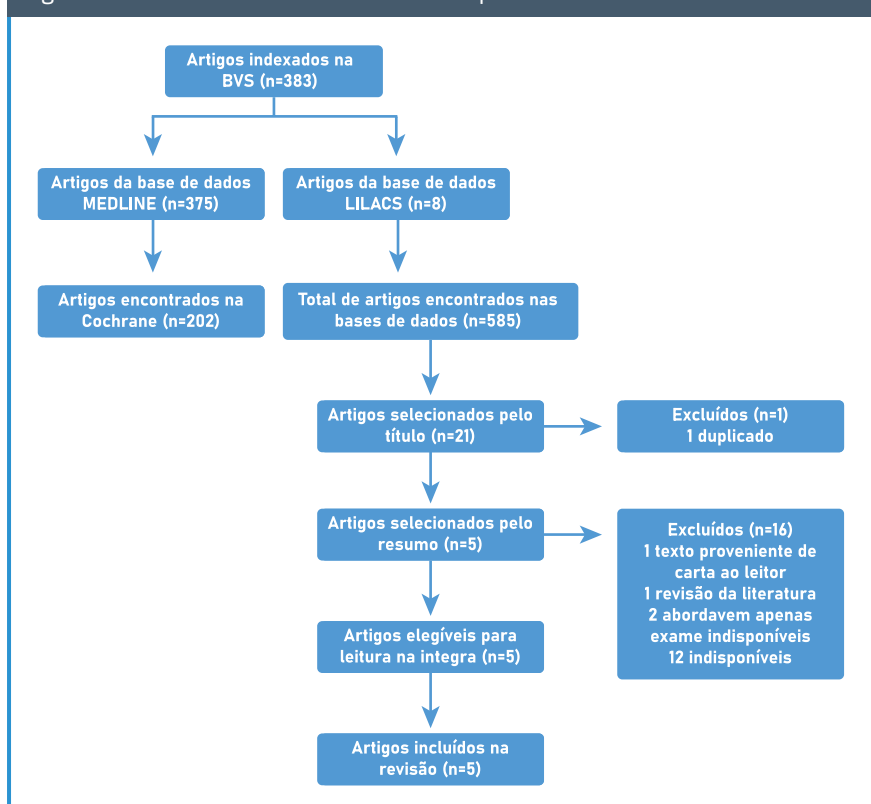 Artigos indexados na
BVS (n=383)
Artigos da base de dados
MEDLINE (n=375)
Artigos da base de dados
LILACS (n=8)
Artigos encontrados na
Cochrane (n=202)
Total de artigos encontrados nas
bases de dados (n=585)
Artigos selecionados pelo
título (n=21)
Excluídos (n=1)
1 duplicado
Artigos selecionados pelo
resumo (n=5)
Excluídos (n=16)
1 texto proveniente de
carta ao leitor
1 revisão da literatura
2 abordavem apenas
exame indisponíveis
12 indisponíveis
Artigos elegíveis para
leitura na integra (n=5)
Artigos incluídos na
revisão (n=5)